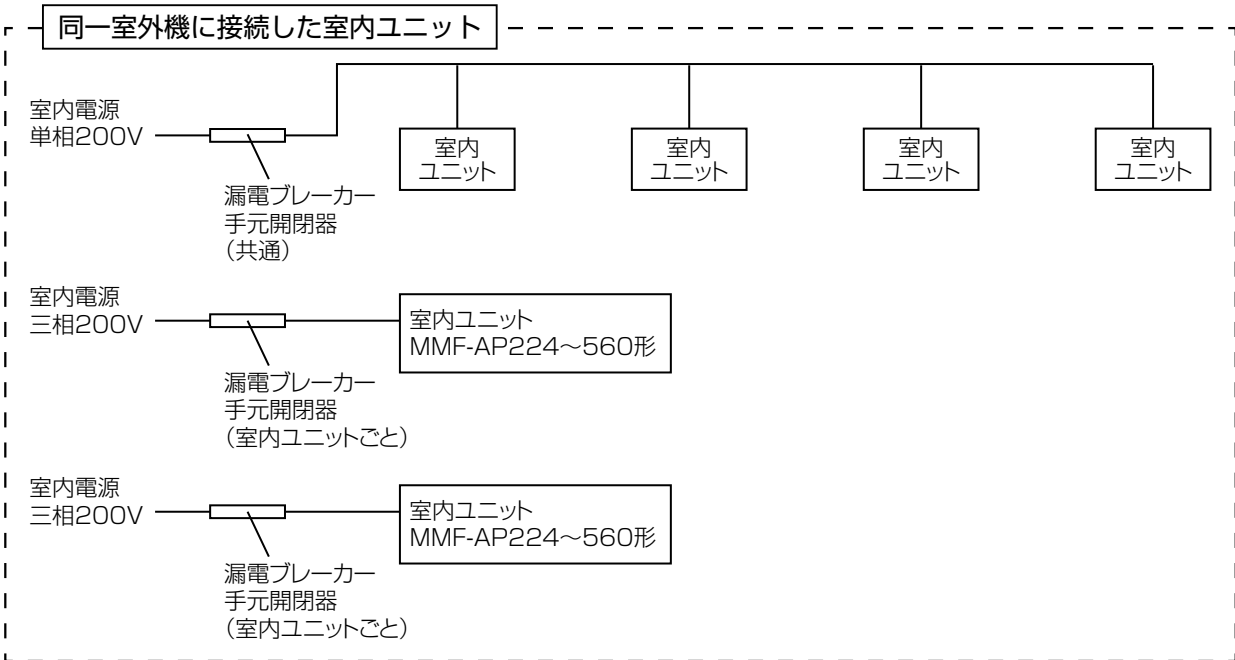 同一室外機に接続した室内ユニット
室内電源
単相200V
室内
ユニット
室内
ユニット
室内
ユニット
室内
ユニット
漏電ブレーカー
手元開閉器
（共通）
室内電源
三相200V
室内ユニット
MMF-AP224～560形
漏電ブレーカー
手元開閉器
（室内ユニットごと）
室内電源
三相200V
室内ユニット
MMF-AP224～560形
漏電ブレーカー
手元開閉器
（室内ユニットごと）